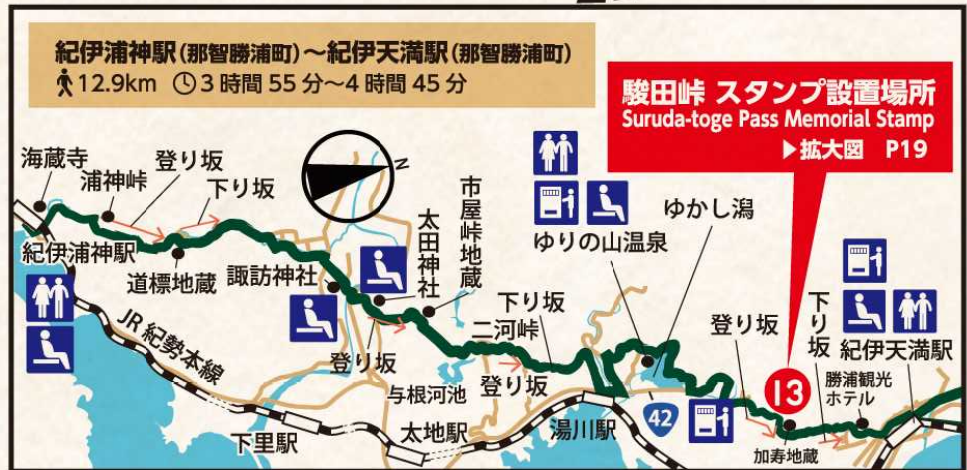 紀伊浦神駅(那智勝浦町)～紀伊天満駅(那智勝浦町)
12.9km 3時間55分～4時間45分
駿田峠 スタンプ設置場所
Suruda-toge Pass Memorial Stamp
▶拡大図 P19
N
海蔵寺
浦神峠
登り坂
下り坂
紀伊浦神駅
道標地蔵
諏訪神社
太田神社
市屋峠地蔵
登り坂
二河峠
登り坂
下り坂
与根河池
ゆりの山温泉
ゆかし潟
登り坂
13
下り坂
紀伊天満駅
勝浦観光
ホテル
加寿地蔵
42
JR紀勢本線
下里駅
太地駅
湯川駅